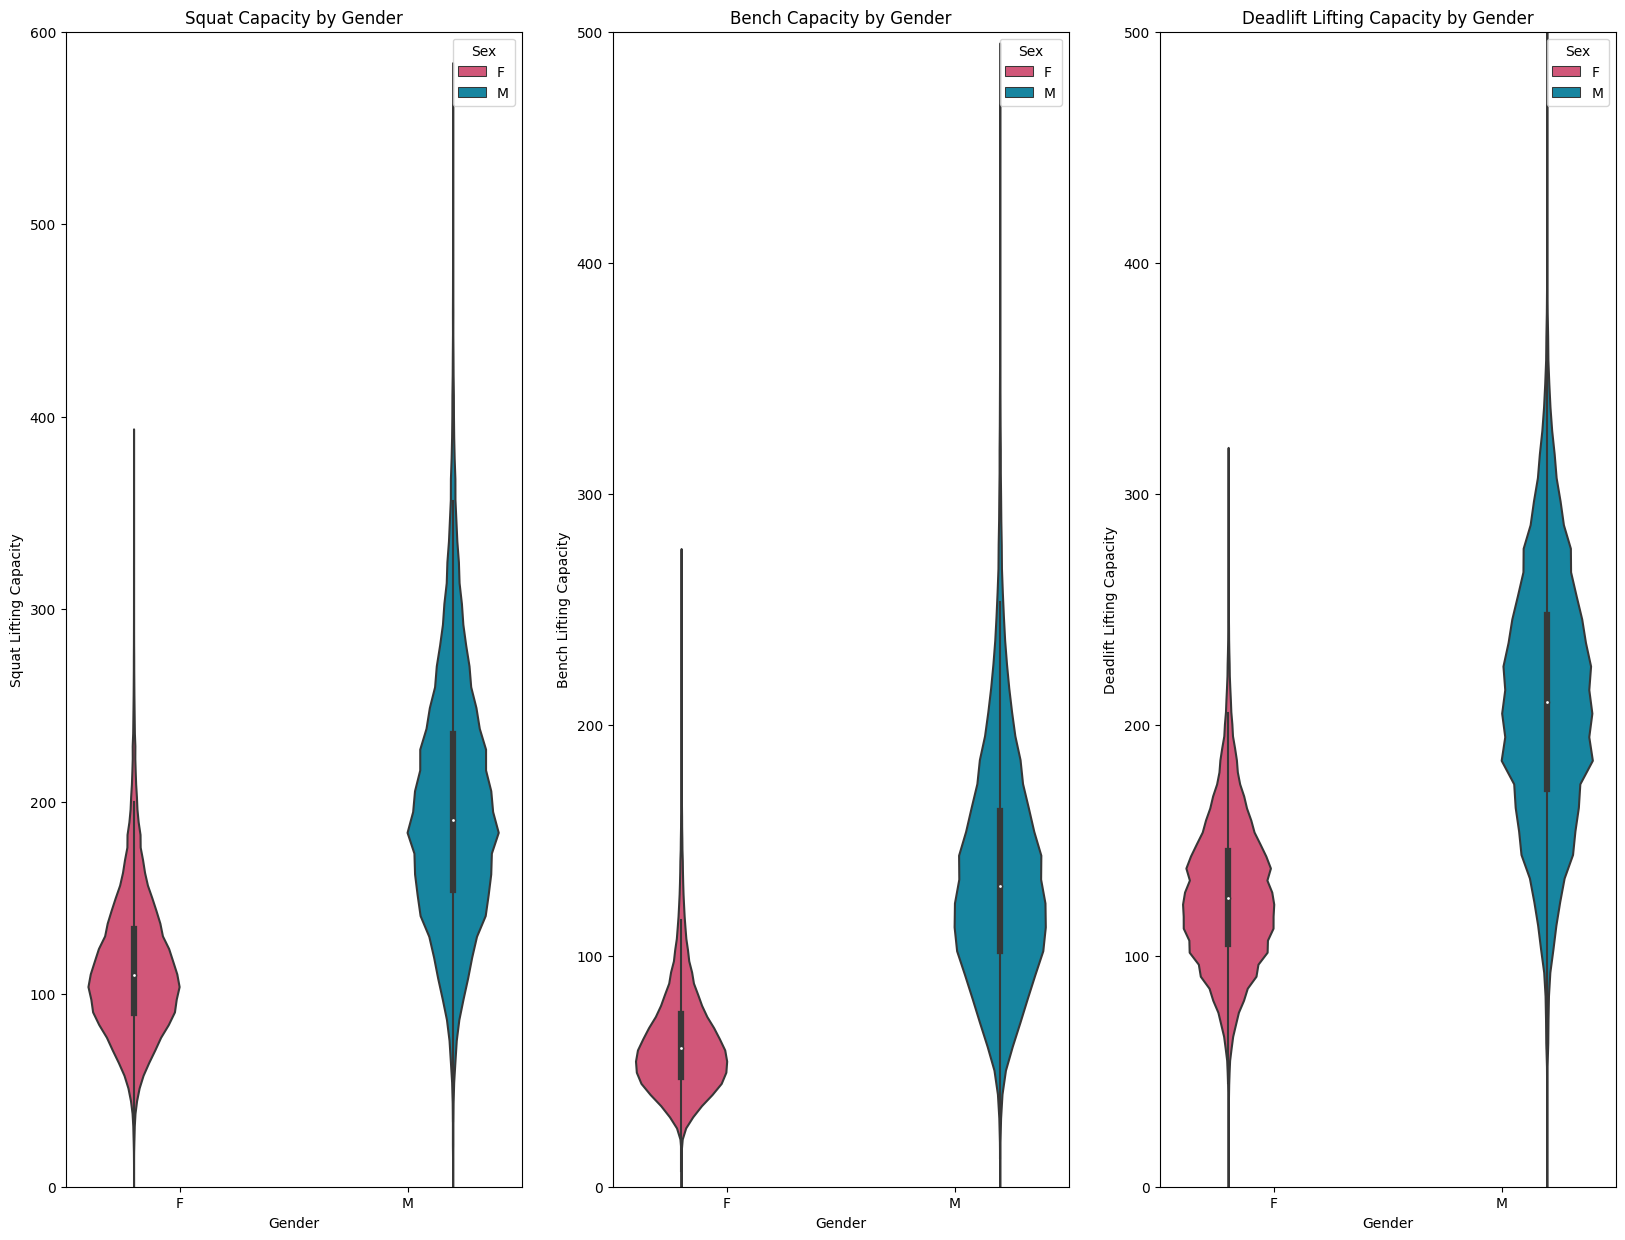 Squat Capacity by Gender
Squat Lifting Capacity
600
500
400
300
200
100
0
F
M
Gender
Sex
F
M
Bench Capacity by Gender
Bench Lifting Capacity
500
400
300
200
100
0
F
M
Gender
Sex
F
M
Deadlift Lifting Capacity by Gender
Deadlift Lifting Capacity
500
400
300
200
100
0
F
M
Gender
Sex
F
M